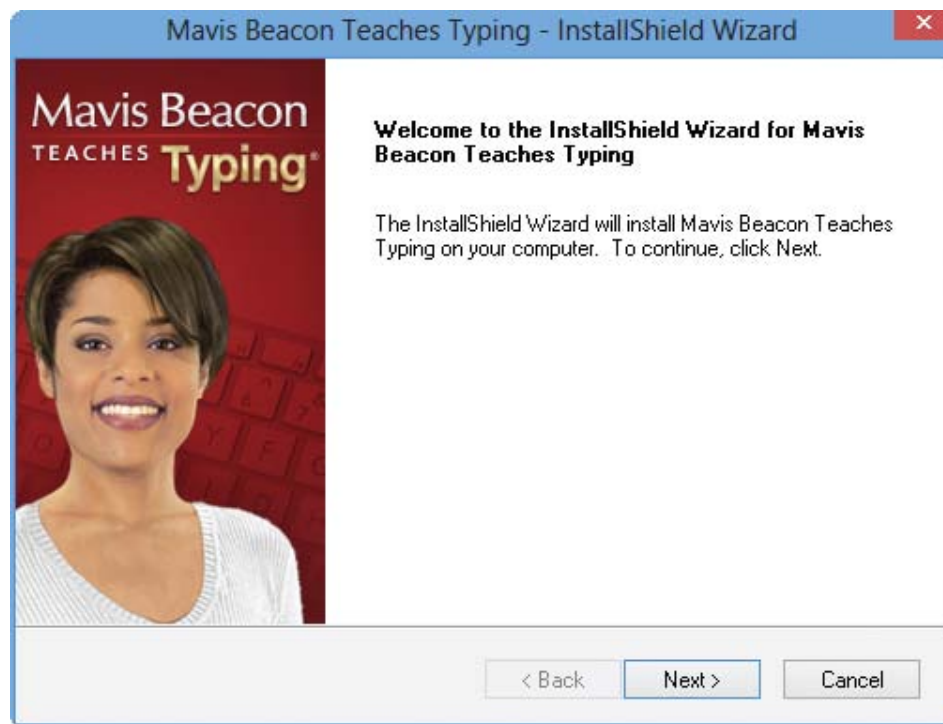 Mavis Beacon Teaches Typing - InstallShield Wizard
Mavis Beacon
TEACHES Typing®
Welcome to the InstallShield Wizard for Mavis
Beacon Teaches Typing
The InstallShield Wizard will install Mavis Beacon Teaches
Typing on your computer. To continue, click Next.
< Back
Next >
Cancel